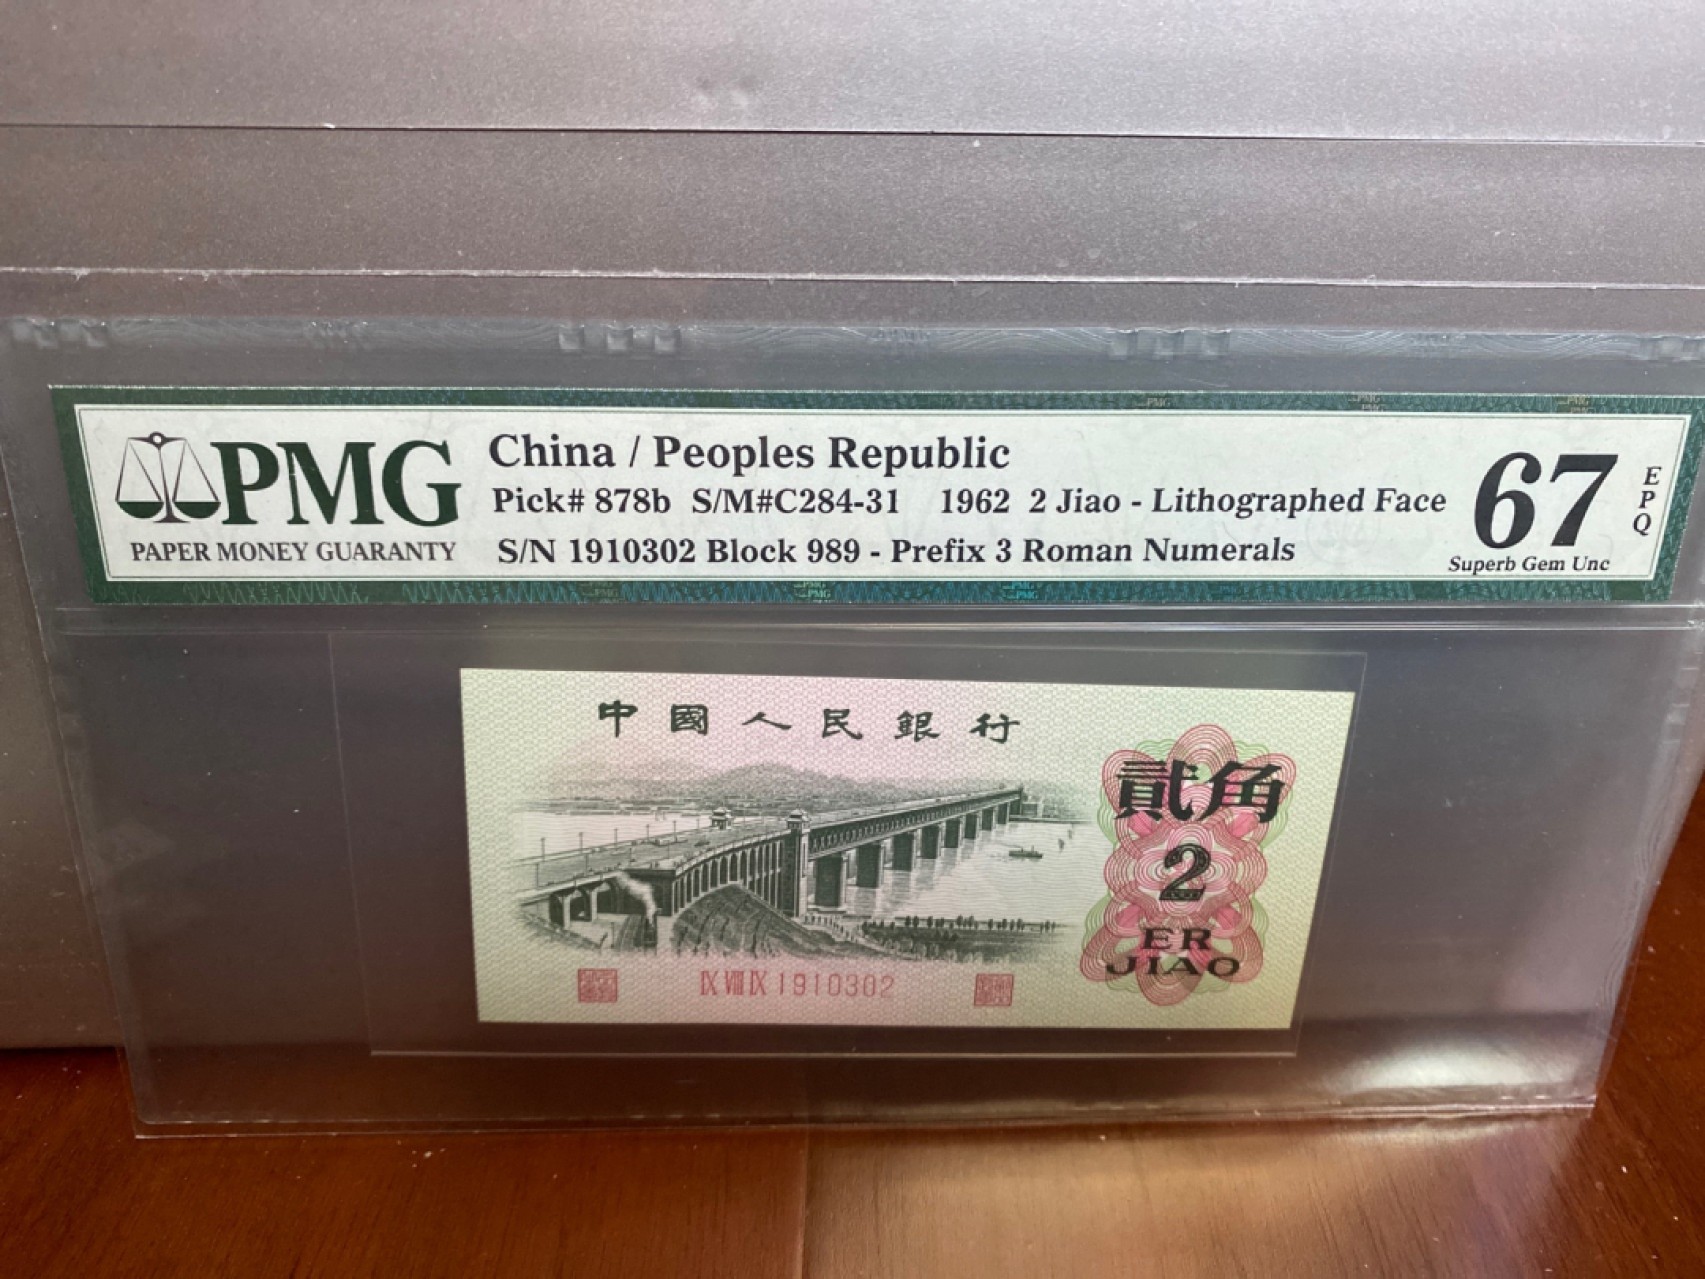 PMG
PAPER MONEY GUARANTY
China / Peoples Republic
Pick# 878b S/M#C284-31 1962 2 Jiao - Lithographed Face
S/N 1910302 Block 989 - Prefix 3 Roman Numerals
67
EPQ
Superb Gem Unc
中國人民銀行
貳角
2
ER
JIAO
IX VIII IX 1910302